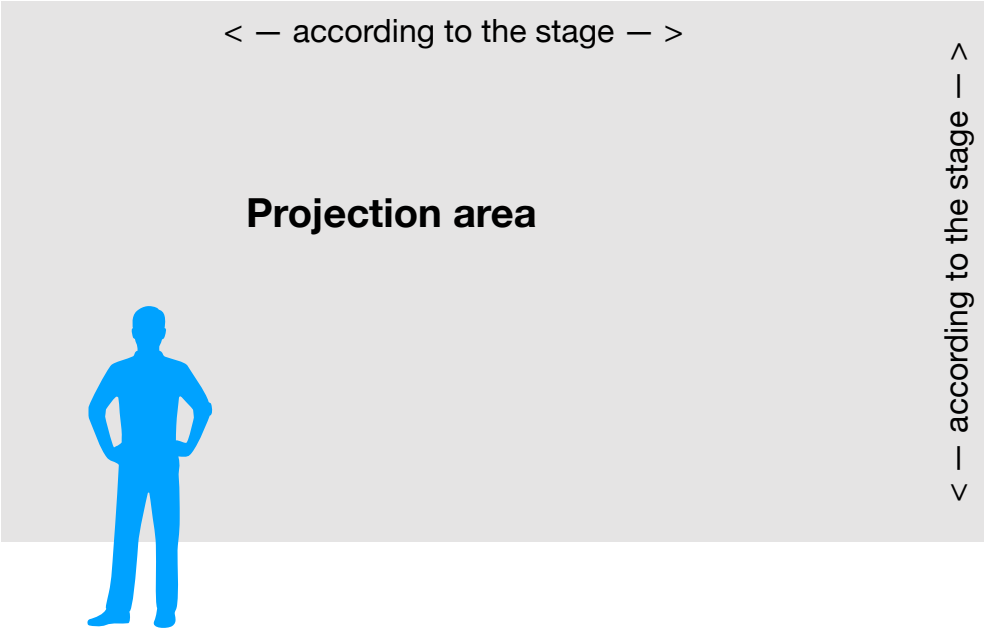 < — according to the stage — >
Projection area
< — according to the stage — >